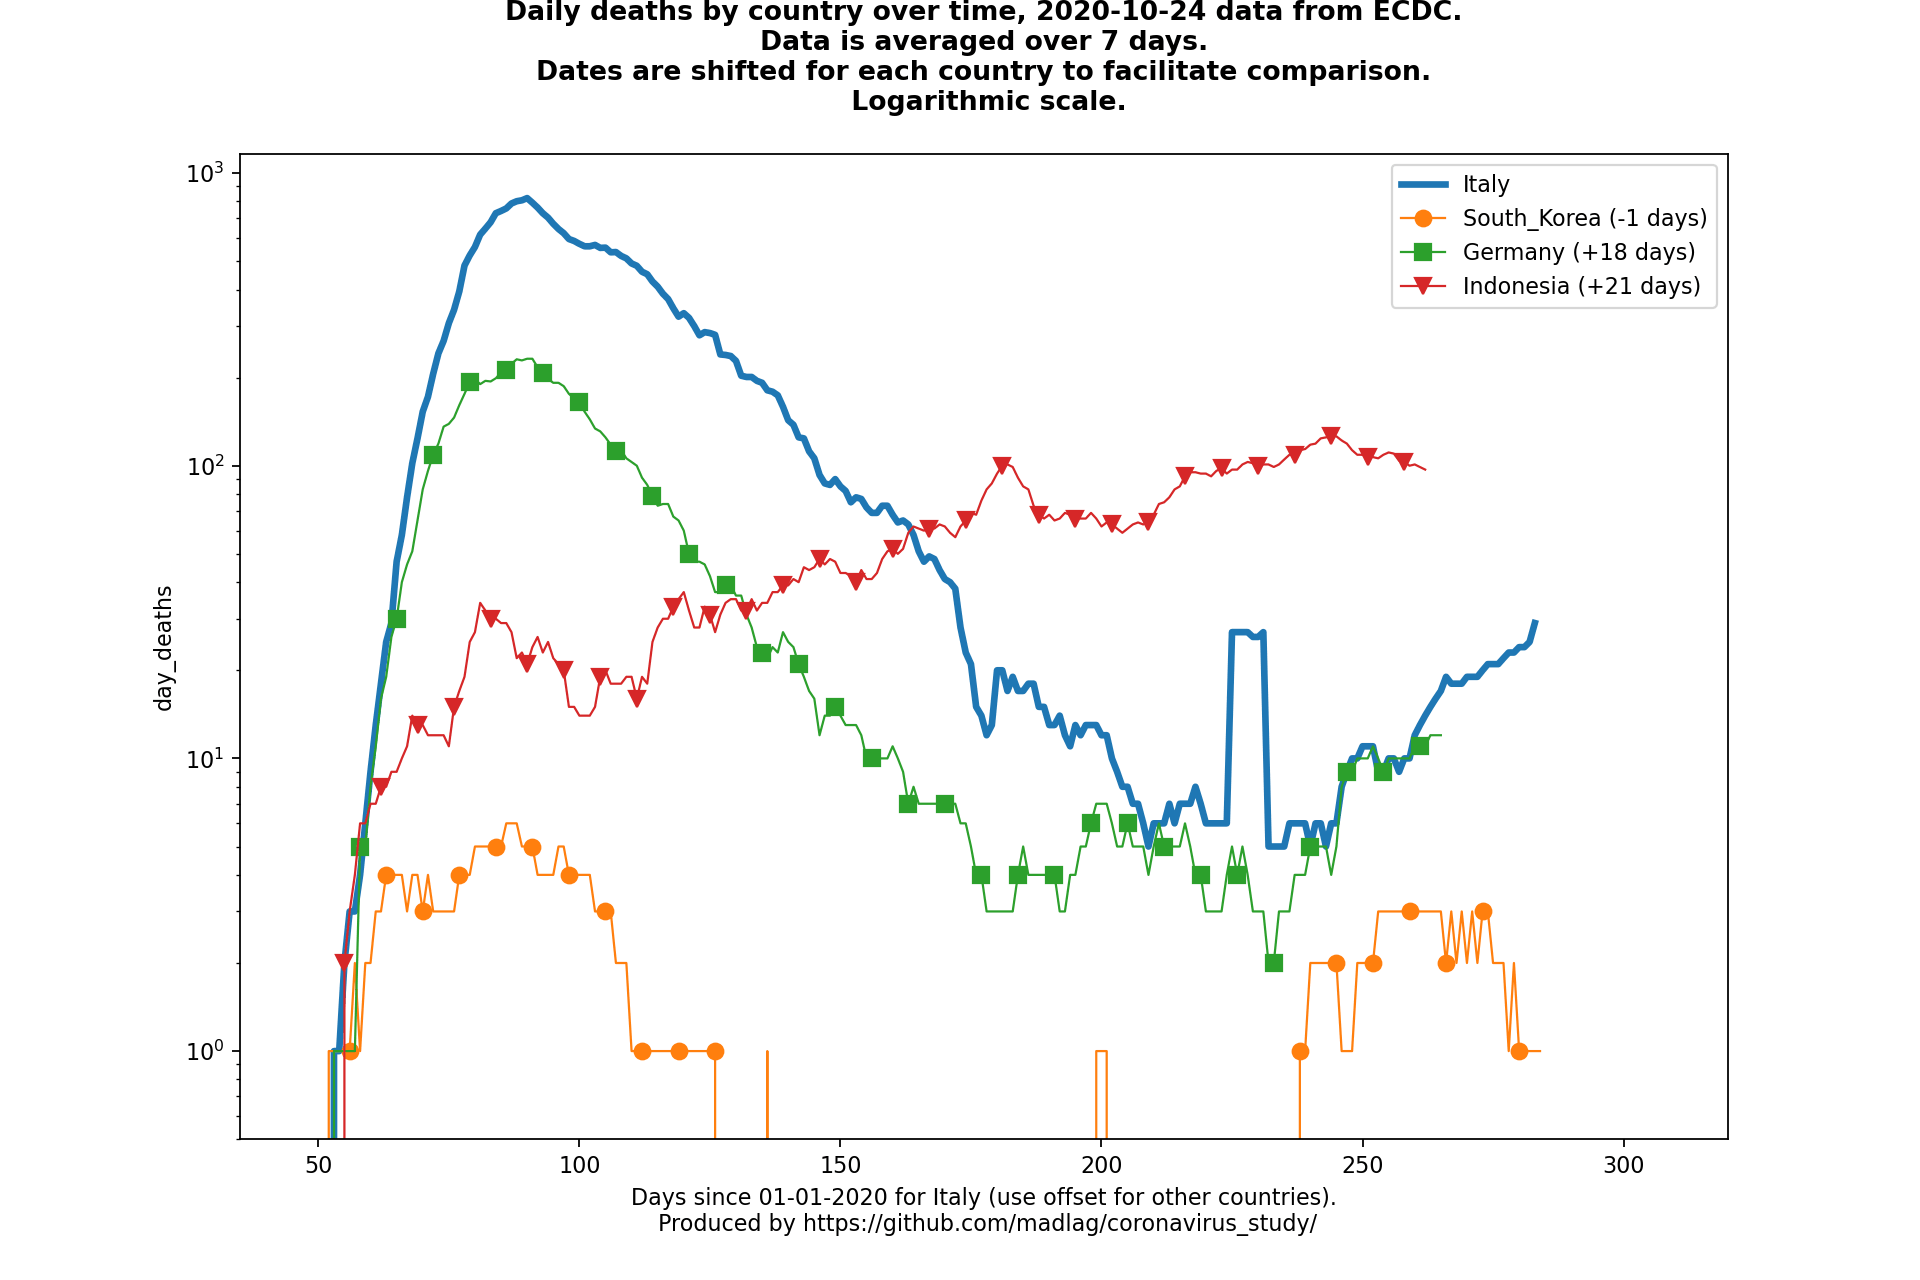 Daily deaths by country over time, 2020-10-24 data from ECDC.
Data is averaged over 7 days.
Dates are shifted for each country to facilitate comparison.
Logarithmic scale.
10³
10²
10¹
10⁰
day_deaths
Italy
South_Korea (-1 days)
Germany (+18 days)
Indonesia (+21 days)
50 100 150 200 250 300
Days since 01-01-2020 for Italy (use offset for other countries).
Produced by https://github.com/madlag/coronavirus_study/